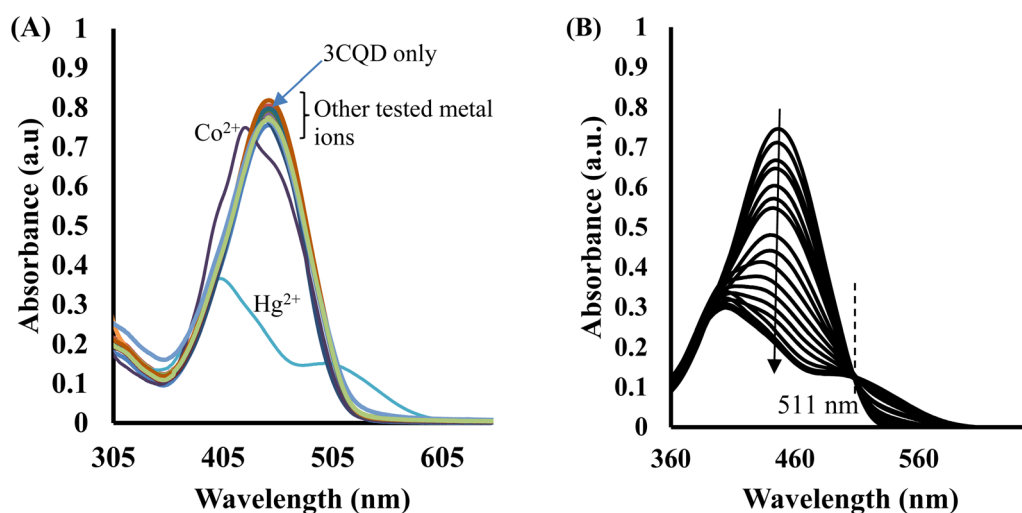 (A)
Absorbance (a.u)
1
0.9
0.8
0.7
0.6
0.5
0.4
0.3
0.2
0.1
0
3CQD only
Other tested metal
ions
Co²⁺
Hg²⁺
305 405 505 605
Wavelength (nm)
(B)
Absorbance (a.u.)
1
0.9
0.8
0.7
0.6
0.5
0.4
0.3
0.2
0.1
0
511 nm
360 460 560
Wavelength (nm)